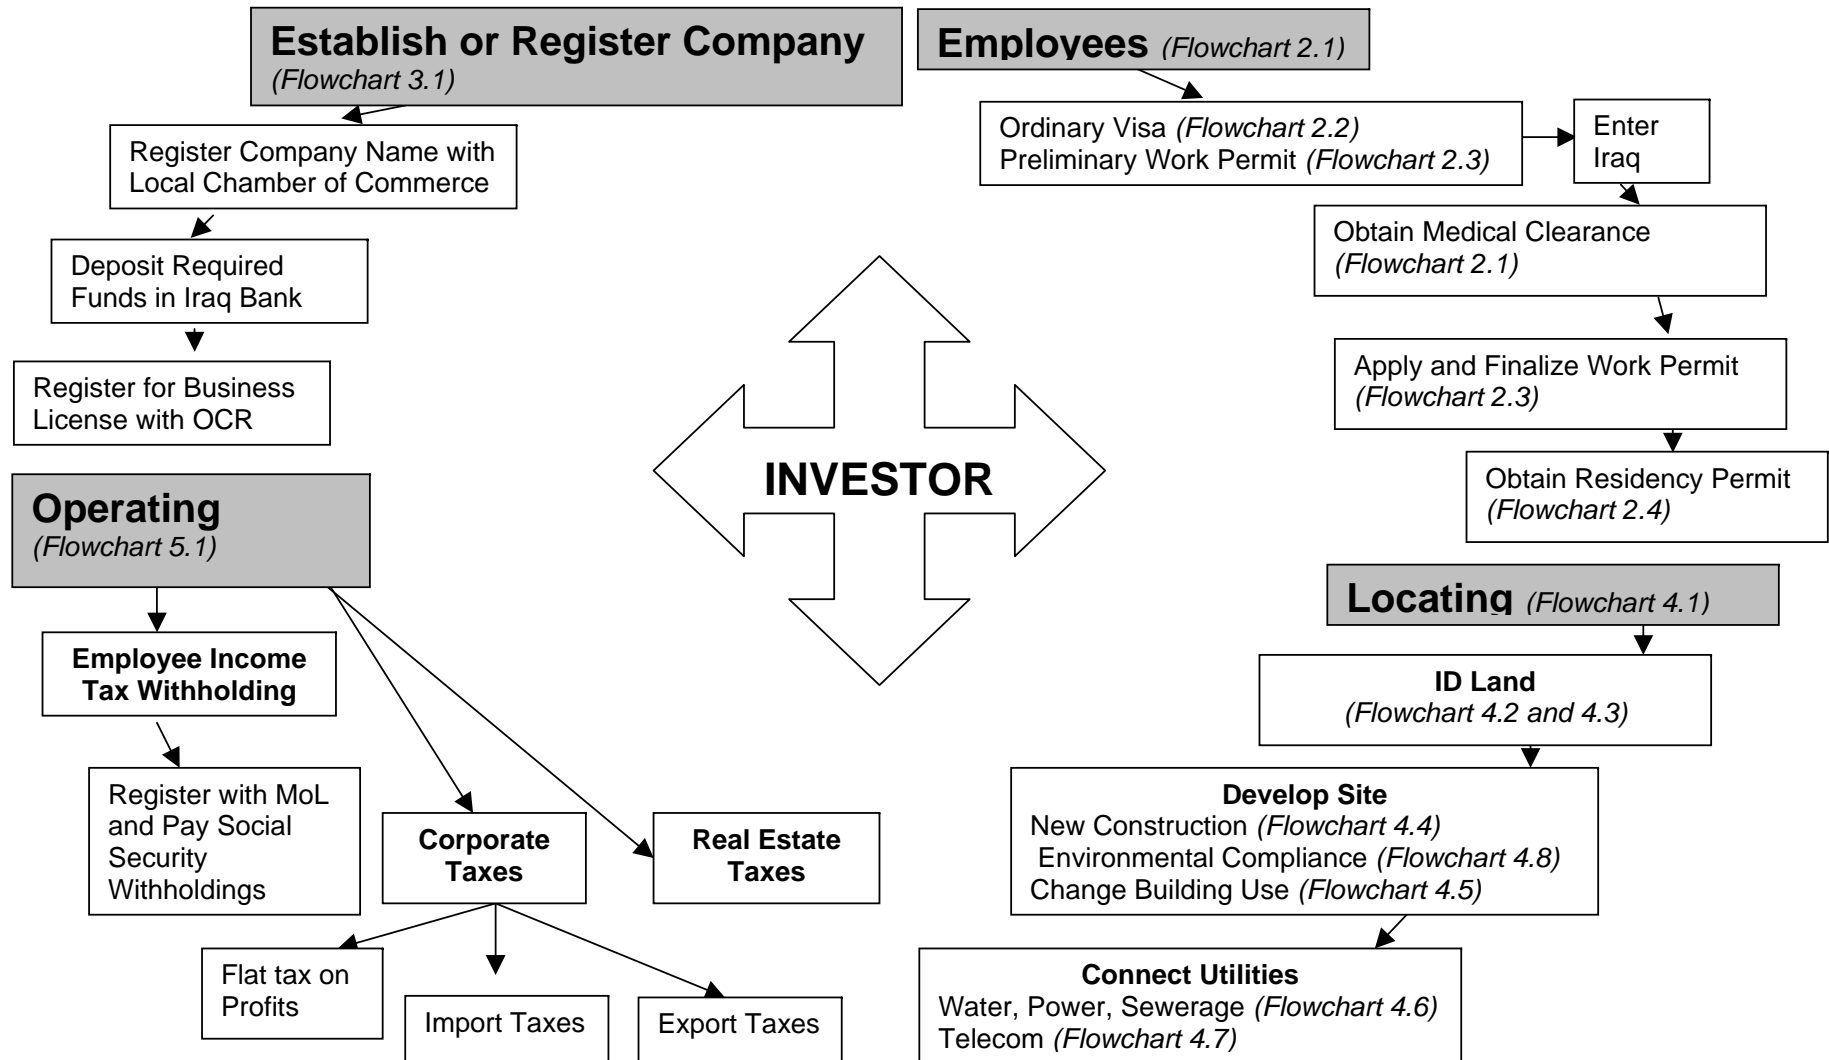 Establish or Register Company
(Flowchart 3.1)
Register Company Name with
Local Chamber of Commerce
Deposit Required
Funds in Iraq Bank
Register for Business
License with OCR
Employees (Flowchart 2.1)
Ordinary Visa (Flowchart 2.2)
Preliminary Work Permit (Flowchart 2.3)
Enter
Iraq
Obtain Medical Clearance
(Flowchart 2.1)
Apply and Finalize Work Permit
(Flowchart 2.3)
Obtain Residency Permit
(Flowchart 2.4)
INVESTOR
Operating
(Flowchart 5.1)
Employee Income
Tax Withholding
Register with MoL
and Pay Social
Security
Withholdings
Corporate
Taxes
Real Estate
Taxes
Flat tax on
Profits
Import Taxes
Export Taxes
Locating (Flowchart 4.1)
ID Land
(Flowchart 4.2 and 4.3)
Develop Site
New Construction (Flowchart 4.4)
Environmental Compliance (Flowchart 4.8)
Change Building Use (Flowchart 4.5)
Connect Utilities
Water, Power, Sewerage (Flowchart 4.6)
Telecom (Flowchart 4.7)